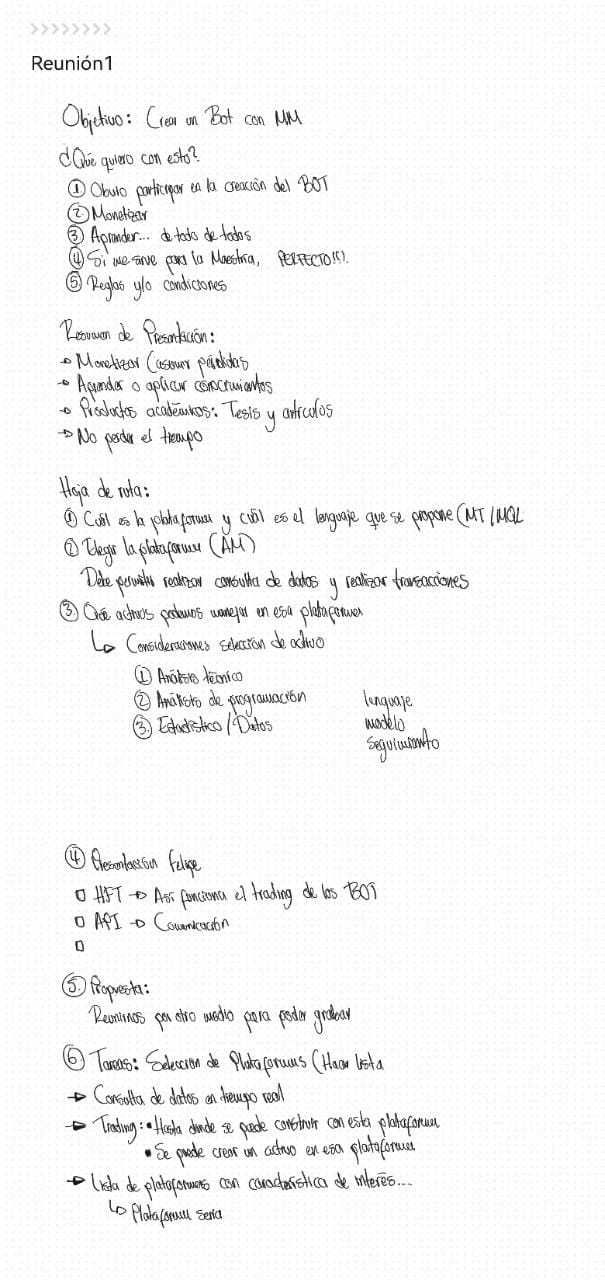 Reunión1
Objetivo: Crear un Bot con MM
¿Qué quiero con esto?
① Obvio participar en la creación del BOT
② Monetizar
③ Aprender... de todo de todos
④ Si me sirve para la Maestria, PERFECTO!!).
⑤ Reglas y/o condiciones
Resumen de Presentación:
→ Monetizar (asumir pérdidas
→ Aprender o aplicar conocimientos
→ Productos académicos: Tesis y artículos
→ No perder el tiempo
Hoja de ruta:
① Cuál es la plataforma y cuál es el lenguaje que se propone (MT/MQL
② Elegir la plataforma (AM)
Debe permitir realizar consulta de datos y realizar transacciones
③ Qué activos podemos manejar en esa plataforma
↳ Consideraciones selección de activo
① Análisis técnico
② Análisis de programación
③ Estadístico / Datos
lenguaje
modelo
Seguimiento
④ Presentación Felipe
HFT → Así funciona el trading de los BOT
API → Comunicación
⑤ Propuesta:
Reunirnos por otro medio para poder grabar
⑥ Tareas: Selección de Plataformas (Hacer lista
→ Consulta de datos en tiempo real
→ Trading: • Hasta dónde se puede construir con esta plataforma
• Se puede crear un activo en esa plataforma
→ Lista de plataformas con característica de interés...
↳ Plataforma seria